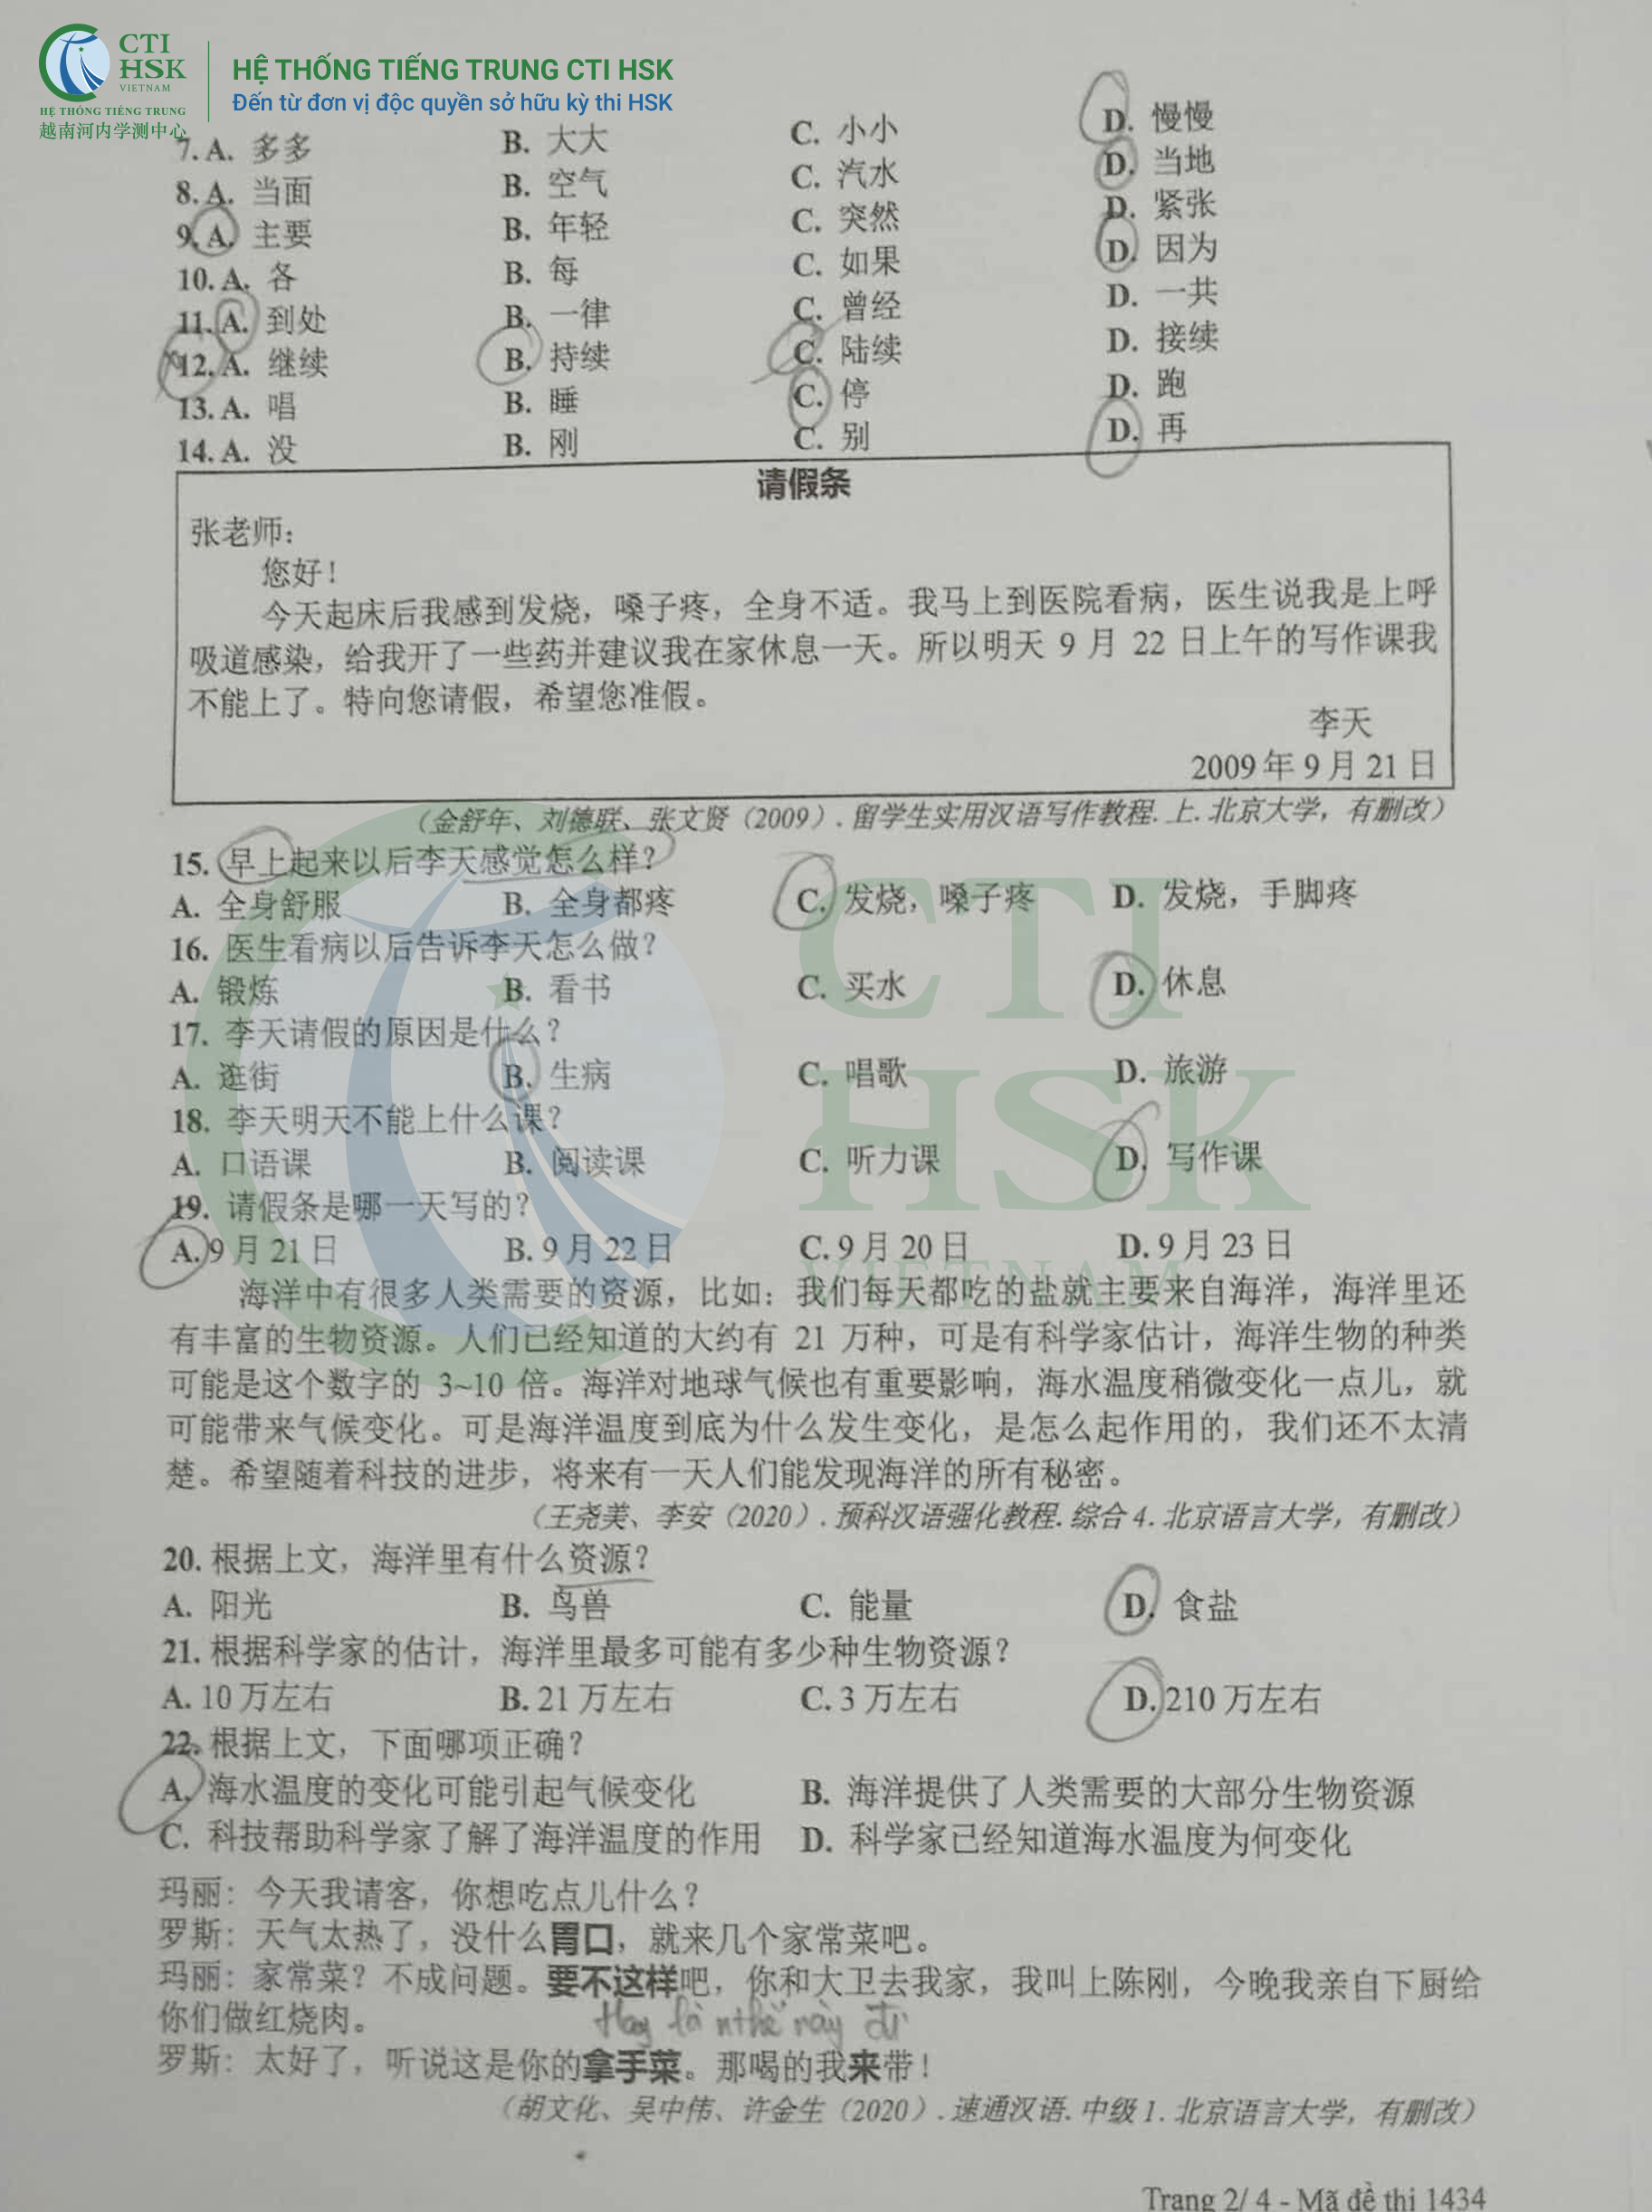 CTI
HSK
VIETNAM
HỆ THỐNG TIẾNG TRUNG
越南河内学测中心
HỆ THỐNG TIẾNG TRUNG CTI HSK
Đến từ đơn vị độc quyền sở hữu kỳ thi HSK
7. A. 多多 B. 大大 C. 小小 D. 慢慢
8. A. 当面 B. 空气 C. 汽水 D. 当地
9. A. 主要 B. 年轻 C. 突然 D. 紧张
10. A. 各 B. 每 C. 如果 D. 因为
11. A. 到处 B. 一律 C. 曾经 D. 一共
12. A. 继续 B. 持续 C. 陆续 D. 接续
13. A. 唱 B. 睡 C. 停 D. 跑
14. A. 没 B. 刚 C. 别 D. 再
请假条
张老师:
您好!
今天起床后我感到发烧，嗓子疼，全身不适。我马上到医院看病，医生说我是上呼
吸道感染，给我开了一些药并建议我在家休息一天。所以明天 9 月 22 日上午的写作课我
不能上了。特向您请假，希望您准假。
李天
2009 年 9 月 21 日
（金舒年、刘德联、张文贤（2009）. 留学生实用汉语写作教程. 上. 北京大学，有删改）
15. 早上起来以后李天感觉怎么样?
A. 全身舒服 B. 全身都疼 C. 发烧，嗓子疼 D. 发烧，手脚疼
16. 医生看病以后告诉李天怎么做?
A. 锻炼 B. 看书 C. 买水 D. 休息
17. 李天请假的原因是什么?
A. 逛街 B. 生病 C. 唱歌 D. 旅游
18. 李天明天不能上什么课?
A. 口语课 B. 阅读课 C. 听力课 D. 写作课
19. 请假条是哪一天写的?
A. 9 月 21 日 B. 9 月 22 日 C. 9 月 20 日 D. 9 月 23 日
海洋中有很多人类需要的资源，比如：我们每天都吃的盐就主要来自海洋，海洋里还
有丰富的生物资源。人们已经知道的大约有 21 万种，可是有科学家估计，海洋生物的种类
可能是这个数字的 3~10 倍。海洋对地球气候也有重要影响，海水温度稍微变化一点儿，就
可能带来气候变化。可是海洋温度到底为什么发生变化，是怎么起作用的，我们还不太清
楚。希望随着科技的进步，将来有一天人们能发现海洋的所有秘密。
（王尧美、李安（2020）. 预科汉语强化教程. 综合 4. 北京语言大学，有删改）
20. 根据上文，海洋里有什么资源?
A. 阳光 B. 鸟兽 C. 能量 D. 食盐
21. 根据科学家的估计，海洋里最多可能有多少种生物资源?
A. 10 万左右 B. 21 万左右 C. 3 万左右 D. 210 万左右
22. 根据上文，下面哪项正确?
A. 海水温度的变化可能引起气候变化 B. 海洋提供了人类需要的大部分生物资源
C. 科技帮助科学家了解了海洋温度的作用 D. 科学家已经知道海水温度为何变化
玛丽：今天我请客，你想吃点儿什么?
罗斯：天气太热了，没什么胃口，就来几个家常菜吧。
玛丽：家常菜? 不成问题。要不这样吧，你和大卫去我家，我叫上陈刚，今晚我亲自下厨给
你们做红烧肉。
Hay là nthế này đi
罗斯：太好了，听说这是你的拿手菜。那喝的我来带!
（胡文化、吴中伟、许金生（2020）. 速通汉语. 中级 1. 北京语言大学，有删改）
Trang 2/ 4 - Mã đề thi 1434
CTI
HSK
VIETNAM